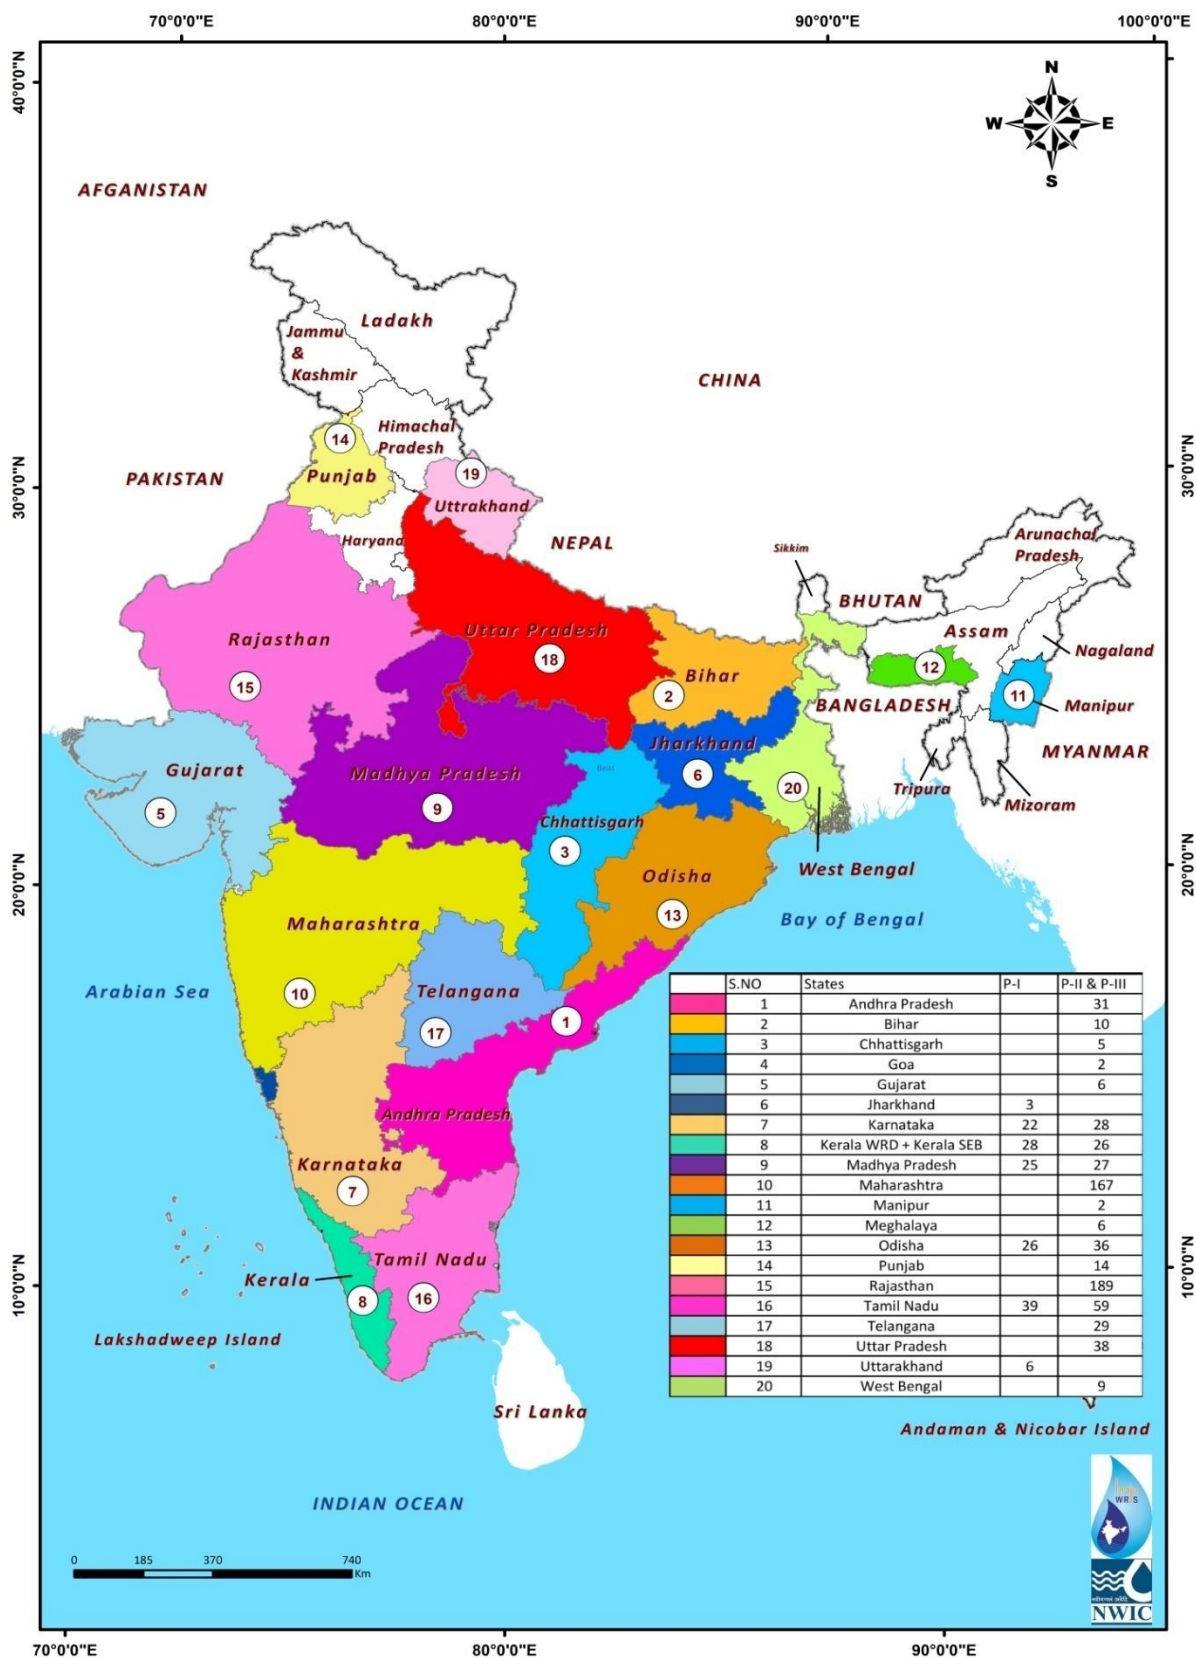 70°0'0"E 80°0'0"E 90°0'0"E 100°0'0"E
40°0'0"N
40°0'0"N
N
W E
S
AFGANISTAN
Ladakh
Jammu
&
Kashmir
CHINA
Himachal
Pradesh
14
Punjab
19
Uttrakhand
PAKISTAN
30°0'0"N
30°0'0"N
Haryana
NEPAL
Sikkim
Arunachal
Pradesh
BHUTAN
Assam
Nagaland
Rajasthan
15
Uttar Pradesh
18
Bihar
2
12
11
BANGLADESH
Manipur
Jharkhand
6
MYANMAR
Gujarat
5
Madhya Pradesh
9
20
Tripura
Mizoram
Chhattisgarh
3
West Bengal
20°0'0"N
20°0'0"N
Odisha
13
Bay of Bengal
Maharashtra
10
Arabian Sea
Telangana
17
1
Andhra Pradesh
Karnataka
7
Kerala
8
Tamil Nadu
16
10°0'0"N
10°0'0"N
Lakshadweep Island
Sri Lanka
S.NO States P-I P-II & P-III
1 Andhra Pradesh 31
2 Bihar 10
3 Chhattisgarh 5
4 Goa 2
5 Gujarat 6
6 Jharkhand 3
7 Karnataka 22 28
8 Kerala WRD + Kerala SEB 28 26
9 Madhya Pradesh 25 27
10 Maharashtra 167
11 Manipur 2
12 Meghalaya 6
13 Odisha 26 36
14 Punjab 14
15 Rajasthan 189
16 Tamil Nadu 39 59
17 Telangana 29
18 Uttar Pradesh 38
19 Uttarakhand 6
20 West Bengal 9
Andaman & Nicobar Island
INDIAN OCEAN
0 185 370 740
Km
India
WRIS
NWIC
70°0'0"E 80°0'0"E 90°0'0"E